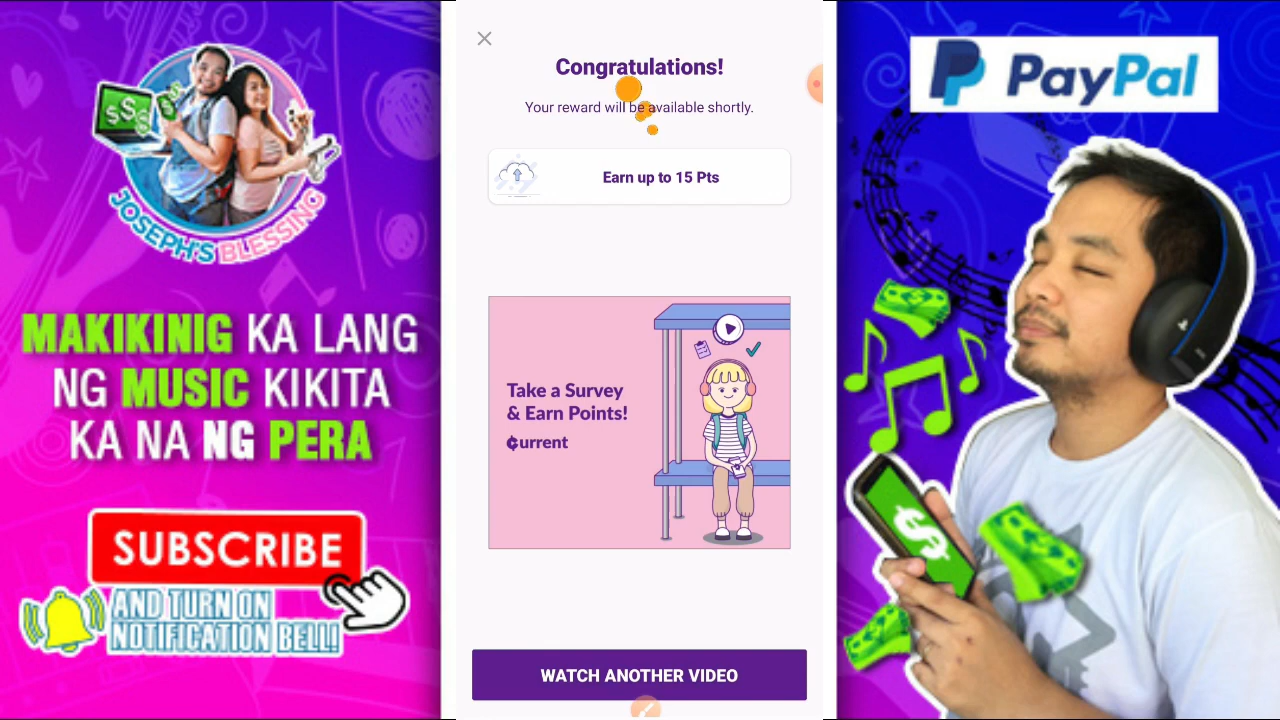 JOSEPH'S BLESSING
MAKIKINIG KA LANG
NG MUSIC KIKITA
KA NA NG PERA
SUBSCRIBE
AND TURN ON
NOTIFICATION BELL!
Congratulations!
Your reward will be available shortly.
Earn up to 15 Pts
Take a Survey
& Earn Points!
¢urrent
WATCH ANOTHER VIDEO
PayPal